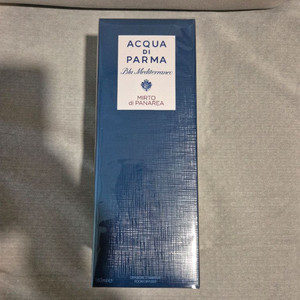 ACQUA
DI
PARMA
Blu Mediterraneo
MIRTO
di PANAREA